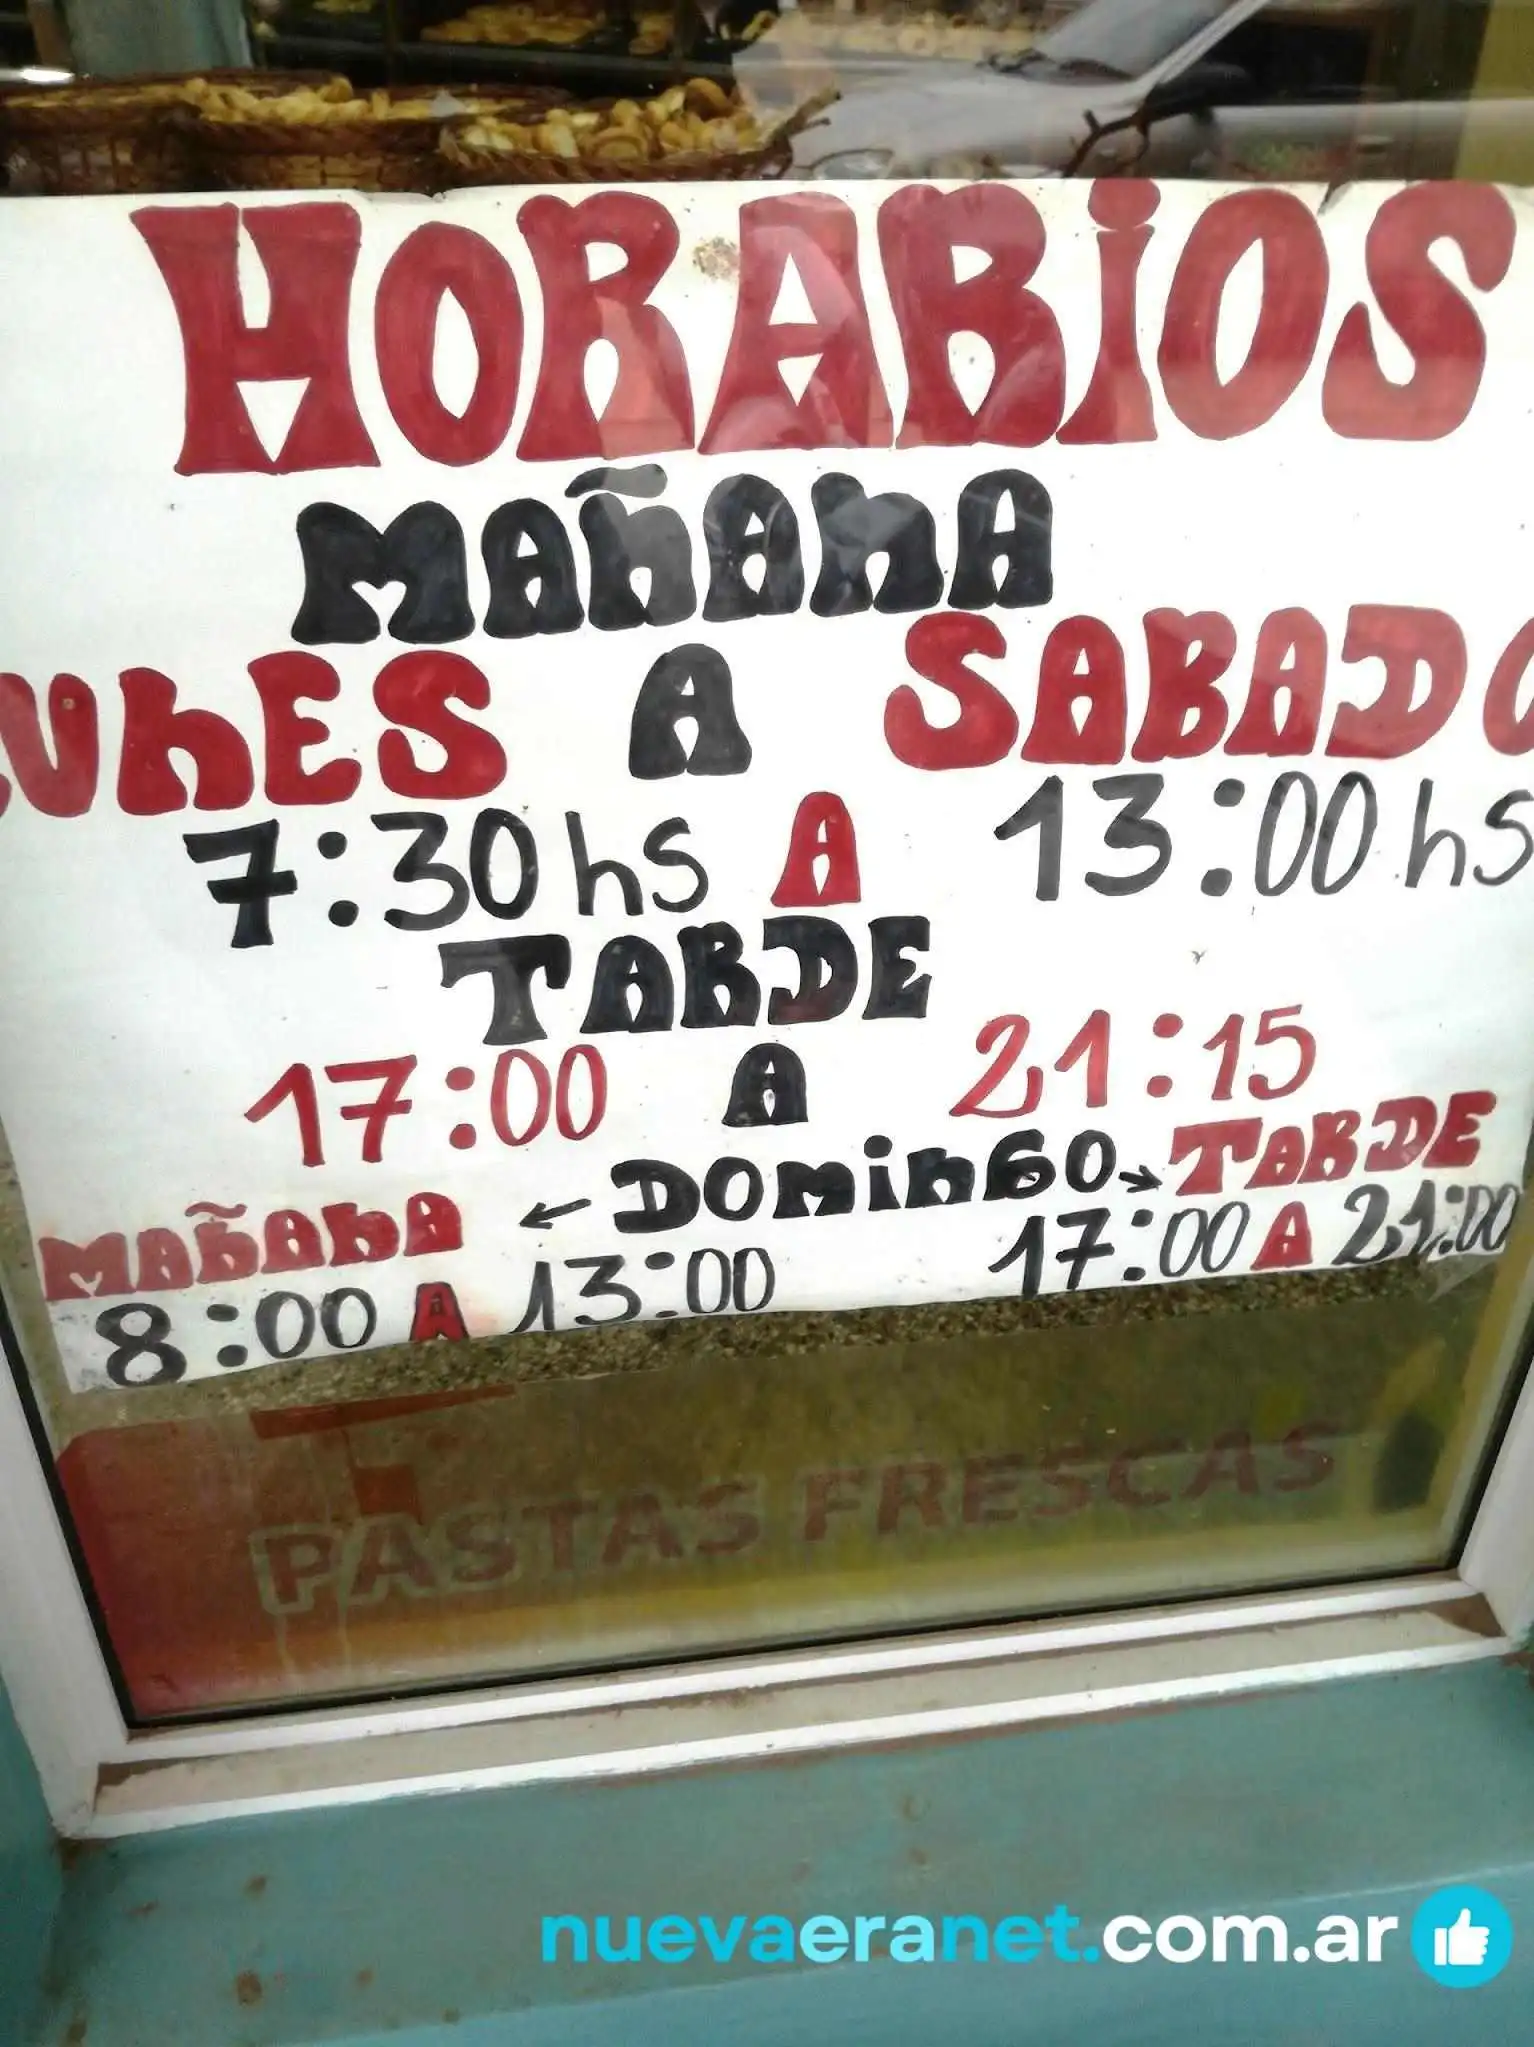 HORARiOS
MAÑANA
LUNES A SABADO
7:30 hs A 13:00 hs
TARDE
17:00 A 21:15
MAÑANA ← DOMiNGO → TARDE
8:00 A 13:00 17:00 A 21:00
PASTAS FRESCAS
nuevaeranet.com.ar